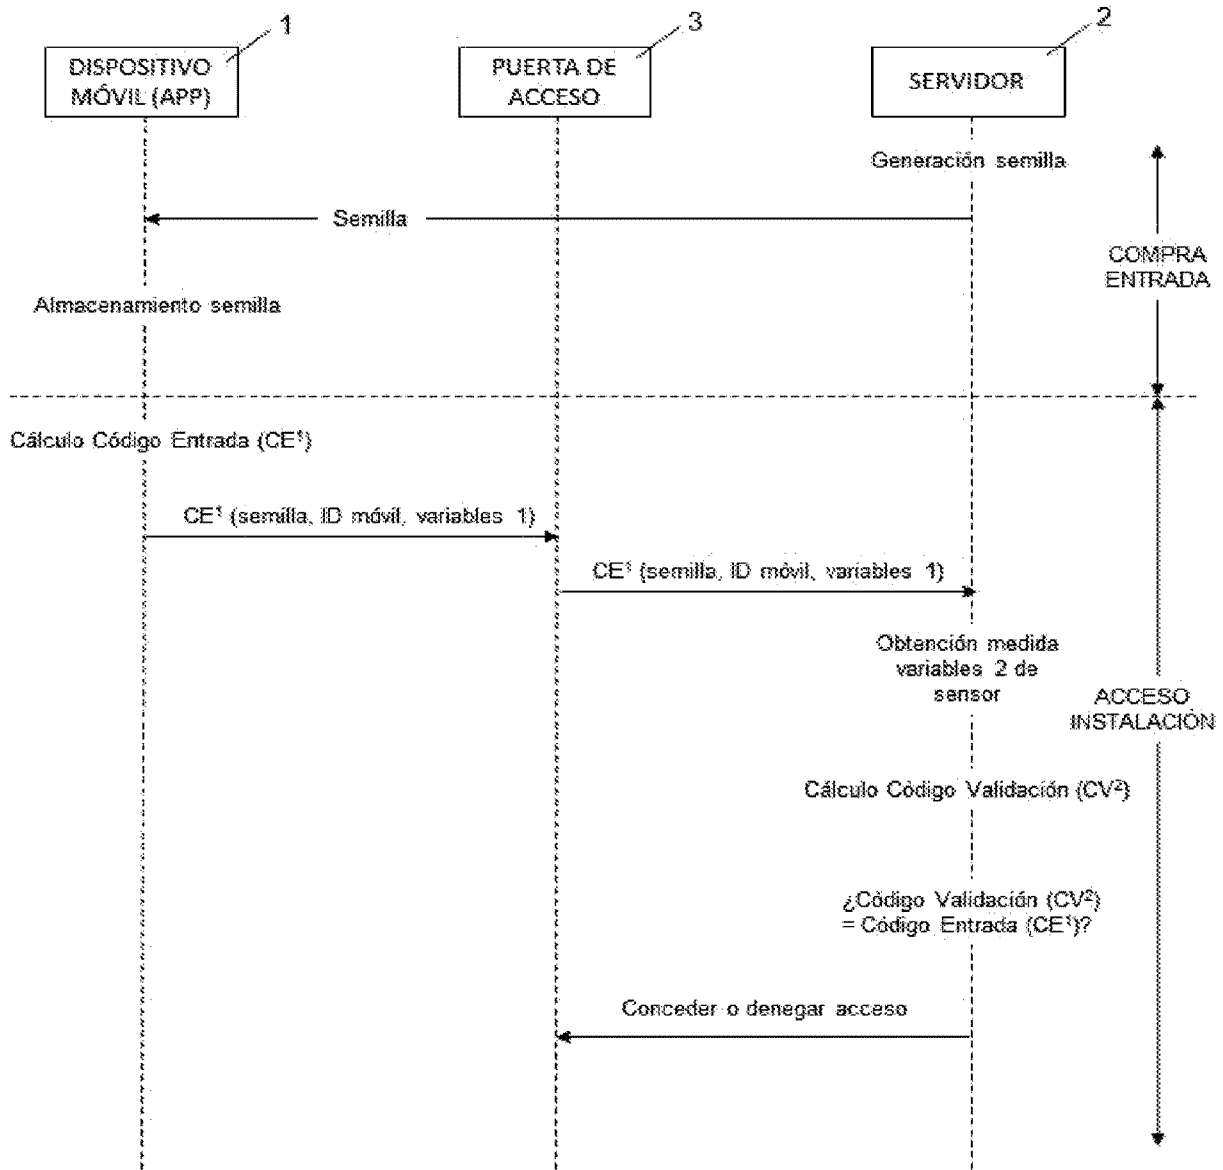 1
3
2
DISPOSITIVO
MÓVIL (APP)
PUERTA DE
ACCESO
SERVIDOR
Generación semilla
Semilla
COMPRA
ENTRADA
Almacenamiento semilla
Cálculo Código Entrada (CE¹)
CE¹ (semilla, ID móvil, variables 1)
CE¹ (semilla, ID móvil, variables 1)
Obtención medida
variables 2 de
sensor
ACCESO
INSTALACIÓN
Cálculo Código Validación (CV²)
¿Código Validación (CV²)
= Código Entrada (CE¹)?
Conceder o denegar acceso